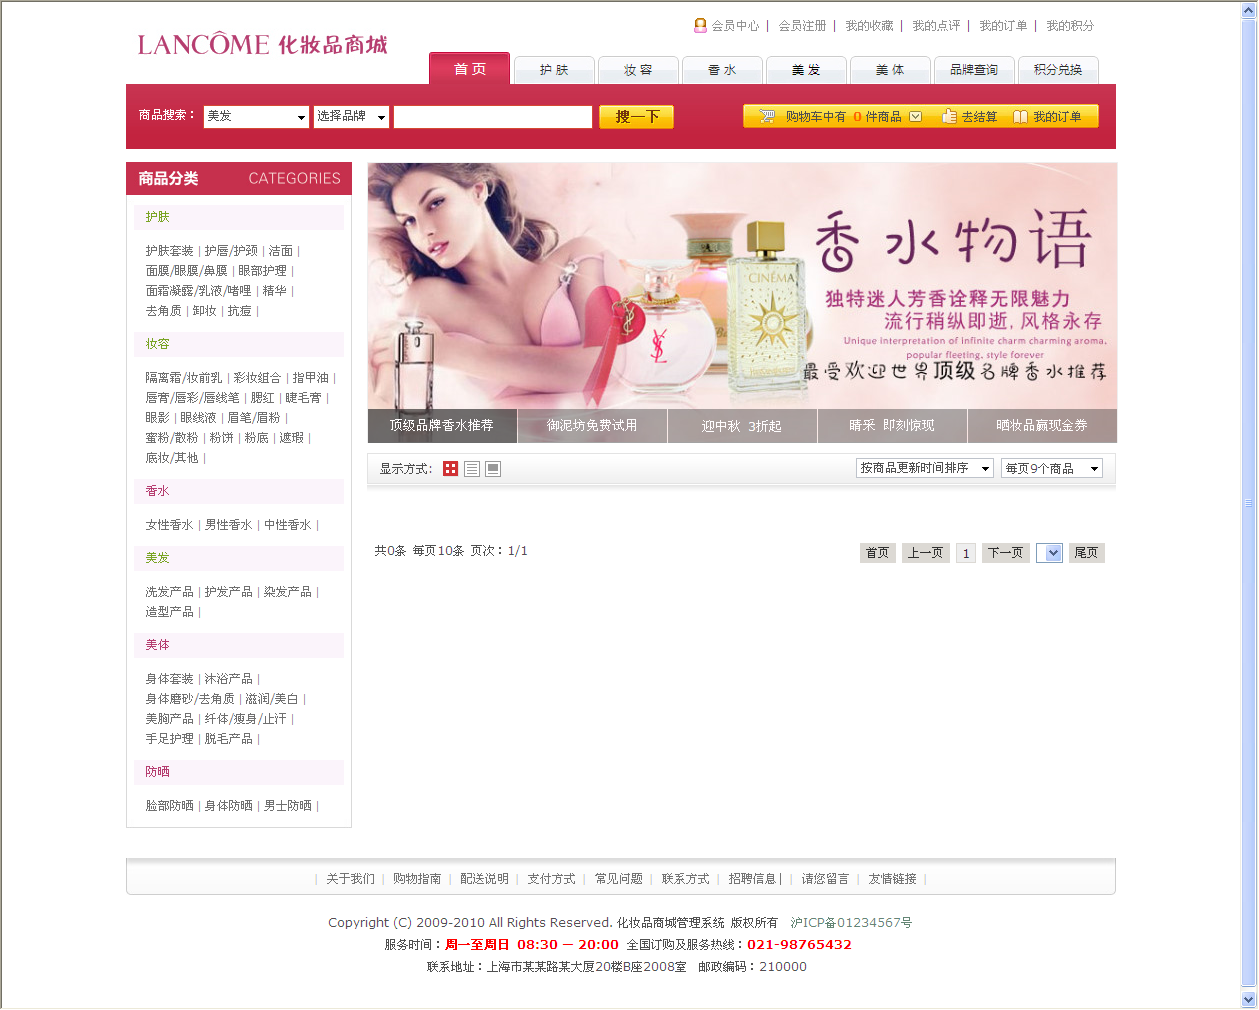 会员中心 | 会员注册 | 我的收藏 | 我的点评 | 我的订单 | 我的积分
LANCÔME 化妝品商城
首 页 护 肤 妆 容 香 水 美 发 美 体 品牌查询 积分兑换
商品搜索： 美发 选择品牌 搜一下 购物车中有 0 件商品 去结算 我的订单
商品分类 CATEGORIES
护肤
护肤套装 | 护唇/护颈 | 洁面 |
面膜/眼膜/鼻膜 | 眼部护理 |
面霜凝露/乳液/啫哩 | 精华 |
去角质 | 卸妆 | 抗痘 |
妆容
隔离霜/妆前乳 | 彩妆组合 | 指甲油 |
唇膏/唇彩/唇线笔 | 腮红 | 睫毛膏 |
眼影 | 眼线液 | 眉笔/眉粉 |
蜜粉/散粉 | 粉饼 | 粉底 | 遮瑕 |
底妆/其他 |
香水
女性香水 | 男性香水 | 中性香水 |
美发
洗发产品 | 护发产品 | 染发产品 |
造型产品 |
美体
身体套装 | 沐浴产品 |
身体磨砂/去角质 | 滋润/美白 |
美胸产品 | 纤体/瘦身/止汗 |
手足护理 | 脱毛产品 |
防晒
脸部防晒 | 身体防晒 | 男士防晒 |
香水物语
CINÉMA
独特迷人芳香诠释无限魅力
流行稍纵即逝,风格永存
Unique interpretation of infinite charm charming aroma,
popular fleeting, style forever
最受欢迎世界顶级名牌香水推荐
顶级品牌香水推荐 御泥坊免费试用 迎中秋 3折起 睛采 即刻惊现 晒妆品赢现金券
显示方式： 按商品更新时间排序 每页9个商品
共0条 每页10条 页次：1/1 首页 上一页 1 下一页 尾页
| 关于我们 | 购物指南 | 配送说明 | 支付方式 | 常见问题 | 联系方式 | 招聘信息| | 请您留言 | 友情链接 |
Copyright (C) 2009-2010 All Rights Reserved. 化妆品商城管理系统 版权所有 沪ICP备01234567号
服务时间：周一至周日 08:30 — 20:00 全国订购及服务热线：021-98765432
联系地址：上海市某某路某大厦20楼B座2008室 邮政编码：210000